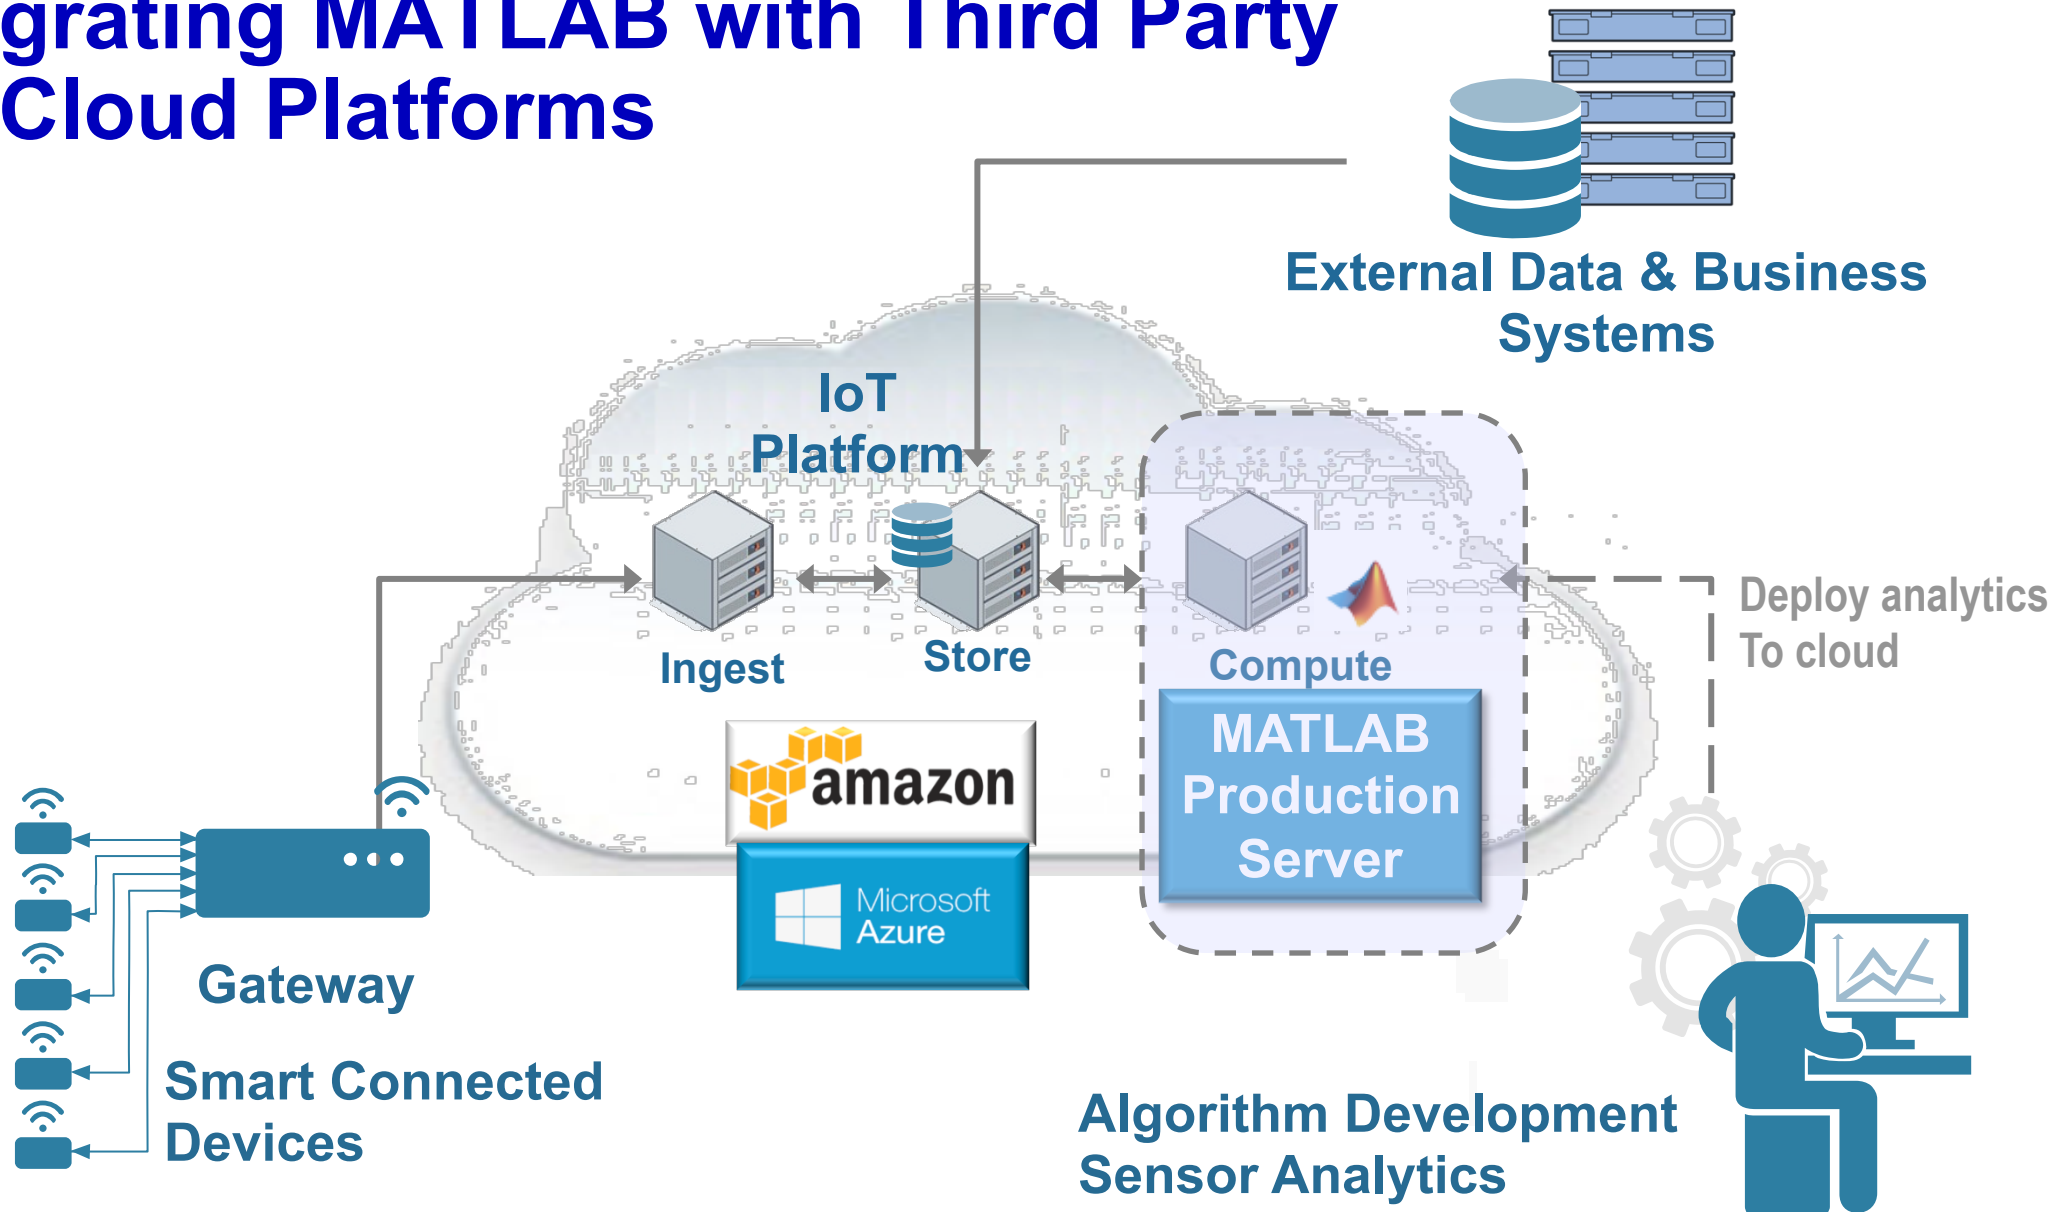 grating MATLAB with Third Party
Cloud Platforms
External Data & Business
Systems
IoT
Platform
Ingest
Store
Compute
Deploy analytics
To cloud
MATLAB
Production
Server
amazon
Microsoft
Azure
Gateway
Smart Connected
Devices
Algorithm Development
Sensor Analytics